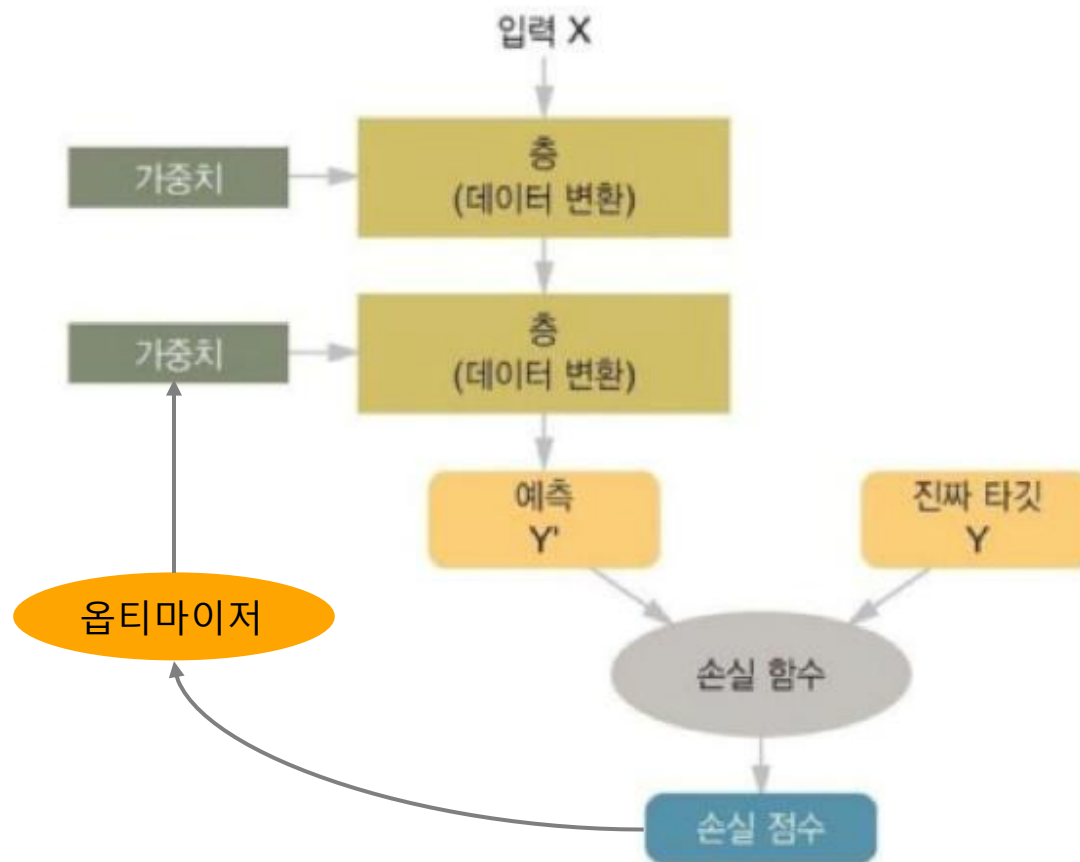 입력 X
층
(데이터 변환)
가중치
층
(데이터 변환)
가중치
예측
Y'
진짜 타깃
Y
옵티마이저
손실 함수
손실 점수